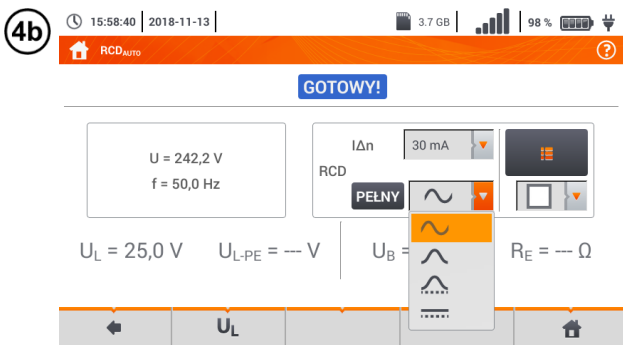 4b
15:58:40 2018-11-13 3.7 GB 98 %
RCDAUTO ?
GOTOWY!
U = 242,2 V
f = 50,0 Hz
IΔn 30 mA
RCD
PEŁNY
UL = 25,0 V UL-PE = --- V UB = RE = --- Ω
UL